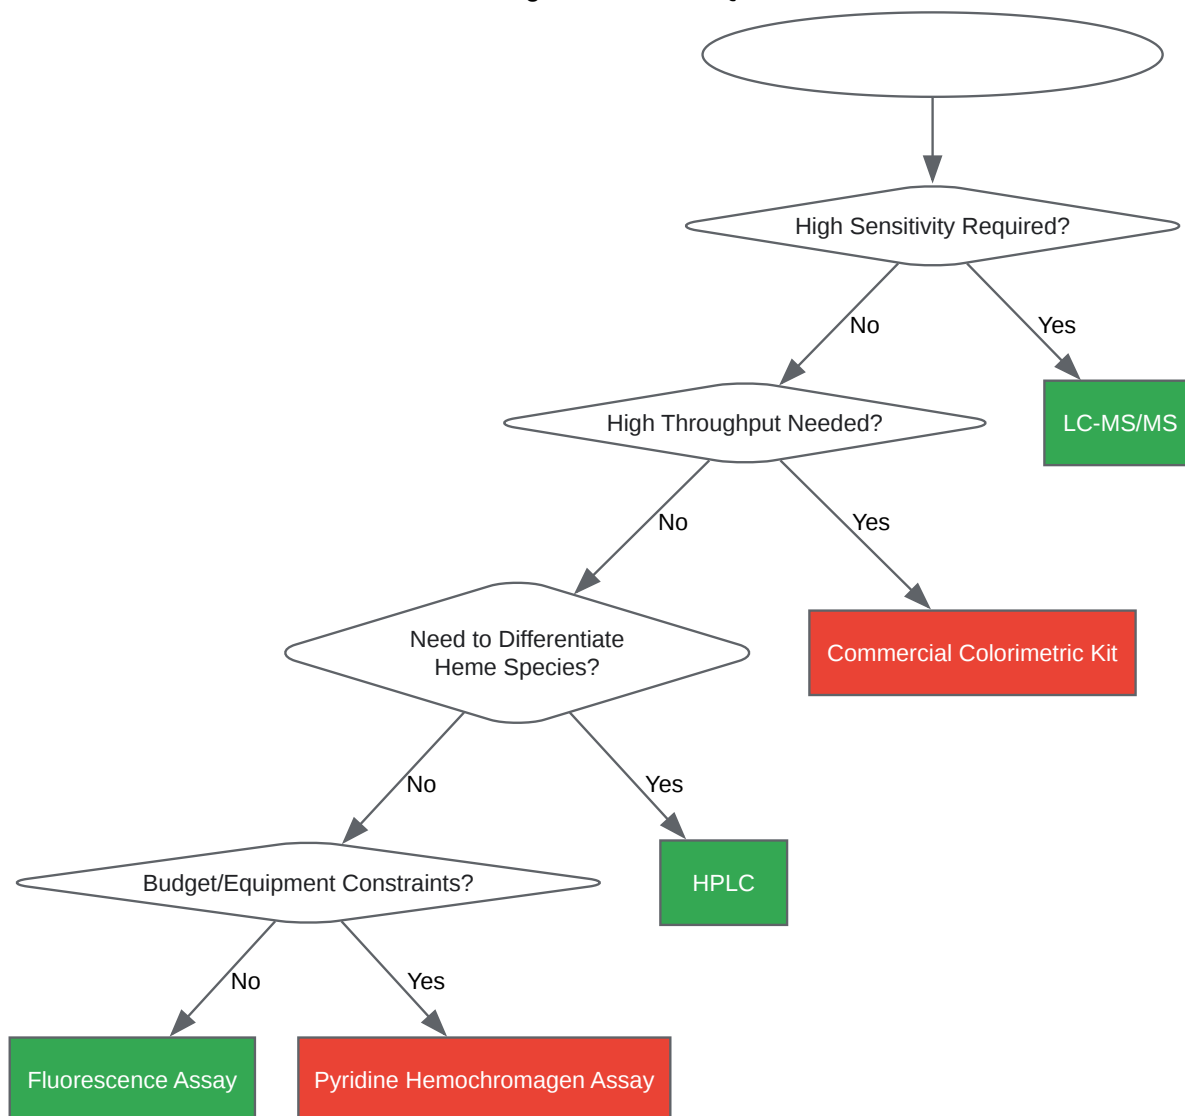 High Sensitivity Required?
No
Yes
High Throughput Needed?
LC-MS/MS
No
Yes
Need to Differentiate
Heme Species?
Commercial Colorimetric Kit
No
Yes
Budget/Equipment Constraints?
HPLC
No
Yes
Fluorescence Assay
Pyridine Hemochromagen Assay